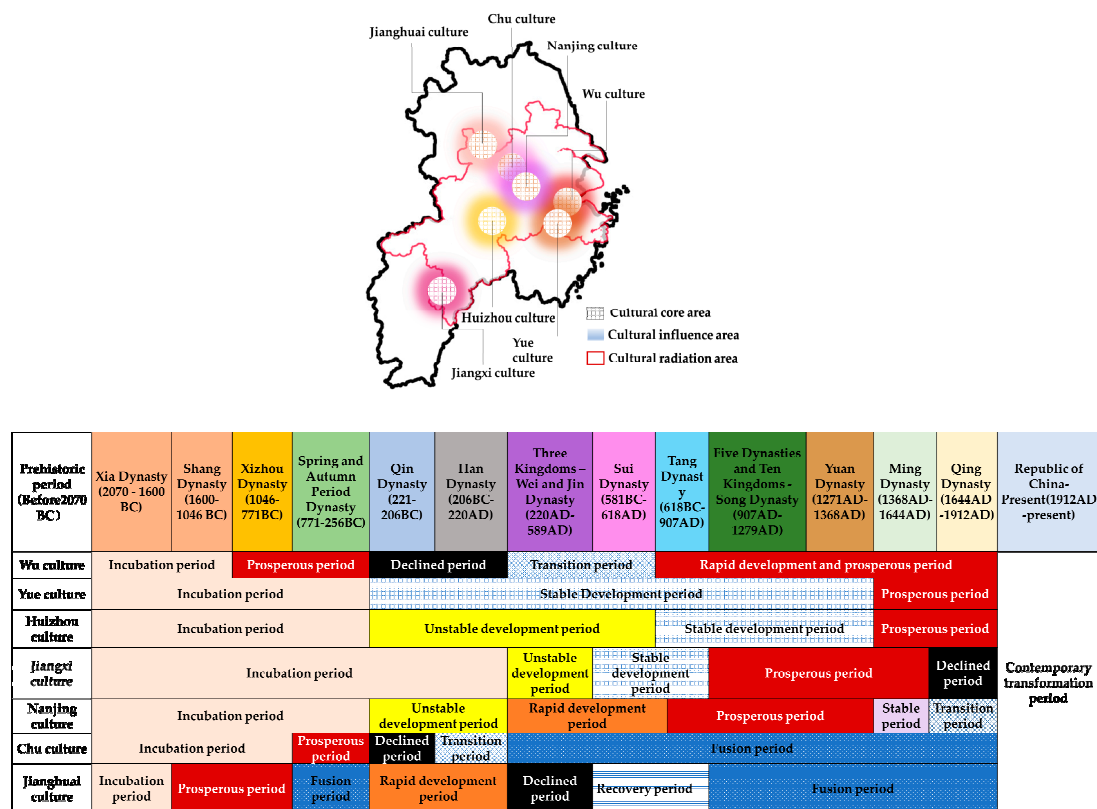 Chu culture
Jianghuai culture
Nanjing culture
Wu culture
Huizhou culture
Yue
culture
Jiangxi culture
Cultural core area
Cultural influence area
Cultural radiation area
Prehistoric
period
(Before2070
BC)
Xia Dynasty
(2070 - 1600
BC)
Shang
Dynasty
(1600-
1046 BC)
Xizhou
Dynasty
(1046-
771BC)
Spring and
Autumn
Period
Dynasty
(771-256BC)
Qin
Dynasty
(221-
206BC)
Han
Dynasty
(206BC-
220AD)
Three
Kingdoms –
Wei and Jin
Dynasty
(220AD-
589AD)
Sui
Dynasty
(581BC-
618AD)
Tang
Dynast
y
(618BC-
907AD)
Five Dynasties
and Ten
Kingdoms -
Song Dynasty
(907AD-
1279AD)
Yuan
Dynasty
(1271AD-
1368AD)
Ming
Dynasty
(1368AD-
1644AD)
Qing
Dynasty
(1644AD
-1912AD)
Republic of
China-
Present(1912AD
-present)
Wu culture
Incubation period
Prosperous period
Declined period
Transition period
Rapid development and prosperous period
Yue culture
Incubation period
Stable Development period
Prosperous period
Huizhou
culture
Incubation period
Unstable development period
Stable development period
Prosperous period
Jiangxi
culture
Incubation period
Unstable
development
period
Stable
development
period
Prosperous period
Declined
period
Nanjing
culture
Incubation period
Unstable
development period
Rapid development period
Prosperous period
Stable
period
Transition
period
Chu culture
Incubation period
Prosperous
period
Declined
period
Transition
period
Fusion period
Jianghuai
culture
Incubation
period
Prosperous period
Fusion
period
Rapid development
period
Declined
period
Recovery period
Fusion period
Contemporary
transformation
period